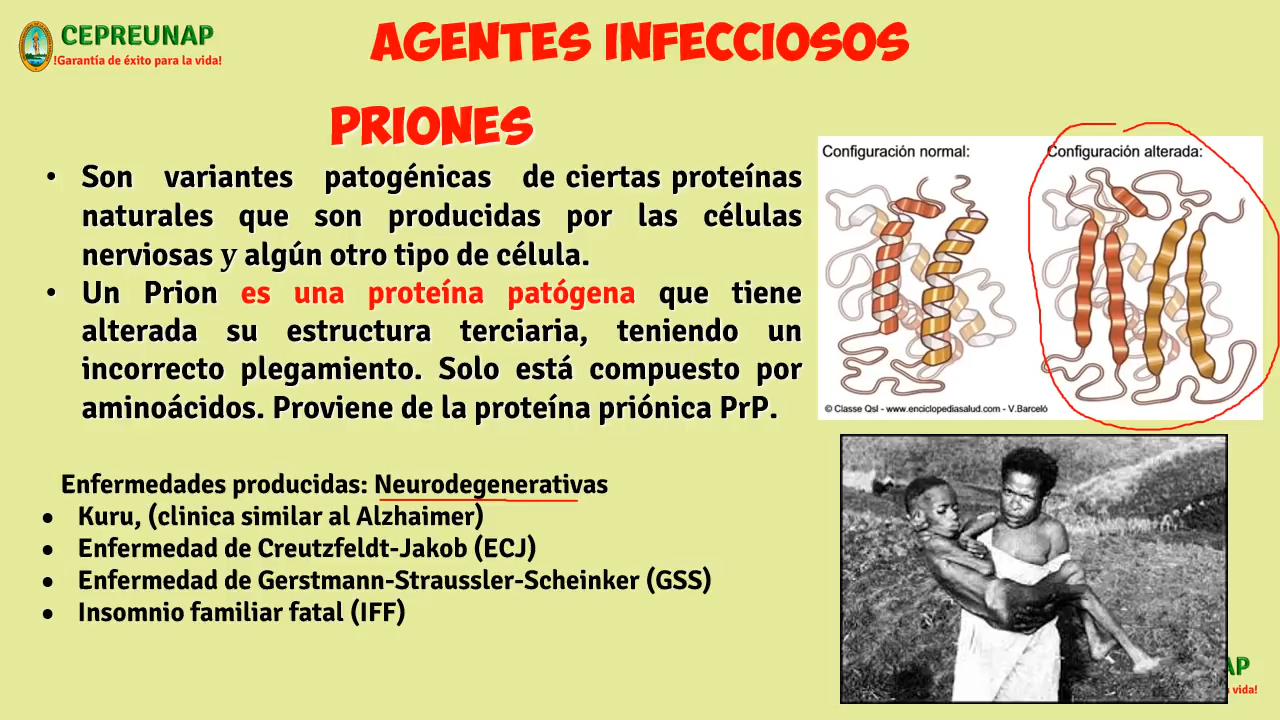 CEPREUNAP
!Garantía de éxito para la vida!
AGENTES INFECCIOSOS
PRIONES
• Son variantes patogénicas de ciertas proteínas
naturales que son producidas por las células
nerviosas y algún otro tipo de célula.
• Un Prion es una proteína patógena que tiene
alterada su estructura terciaria, teniendo un
incorrecto plegamiento. Solo está compuesto por
aminoácidos. Proviene de la proteína priónica PrP.
Configuración normal:
Configuración alterada:
© Classe Qsl - www.enciclopediasalud.com - V.Barceló
Enfermedades producidas: Neurodegenerativas
• Kuru, (clinica similar al Alzhaimer)
• Enfermedad de Creutzfeldt-Jakob (ECJ)
• Enfermedad de Gerstmann-Straussler-Scheinker (GSS)
• Insomnio familiar fatal (IFF)
AP
vida!